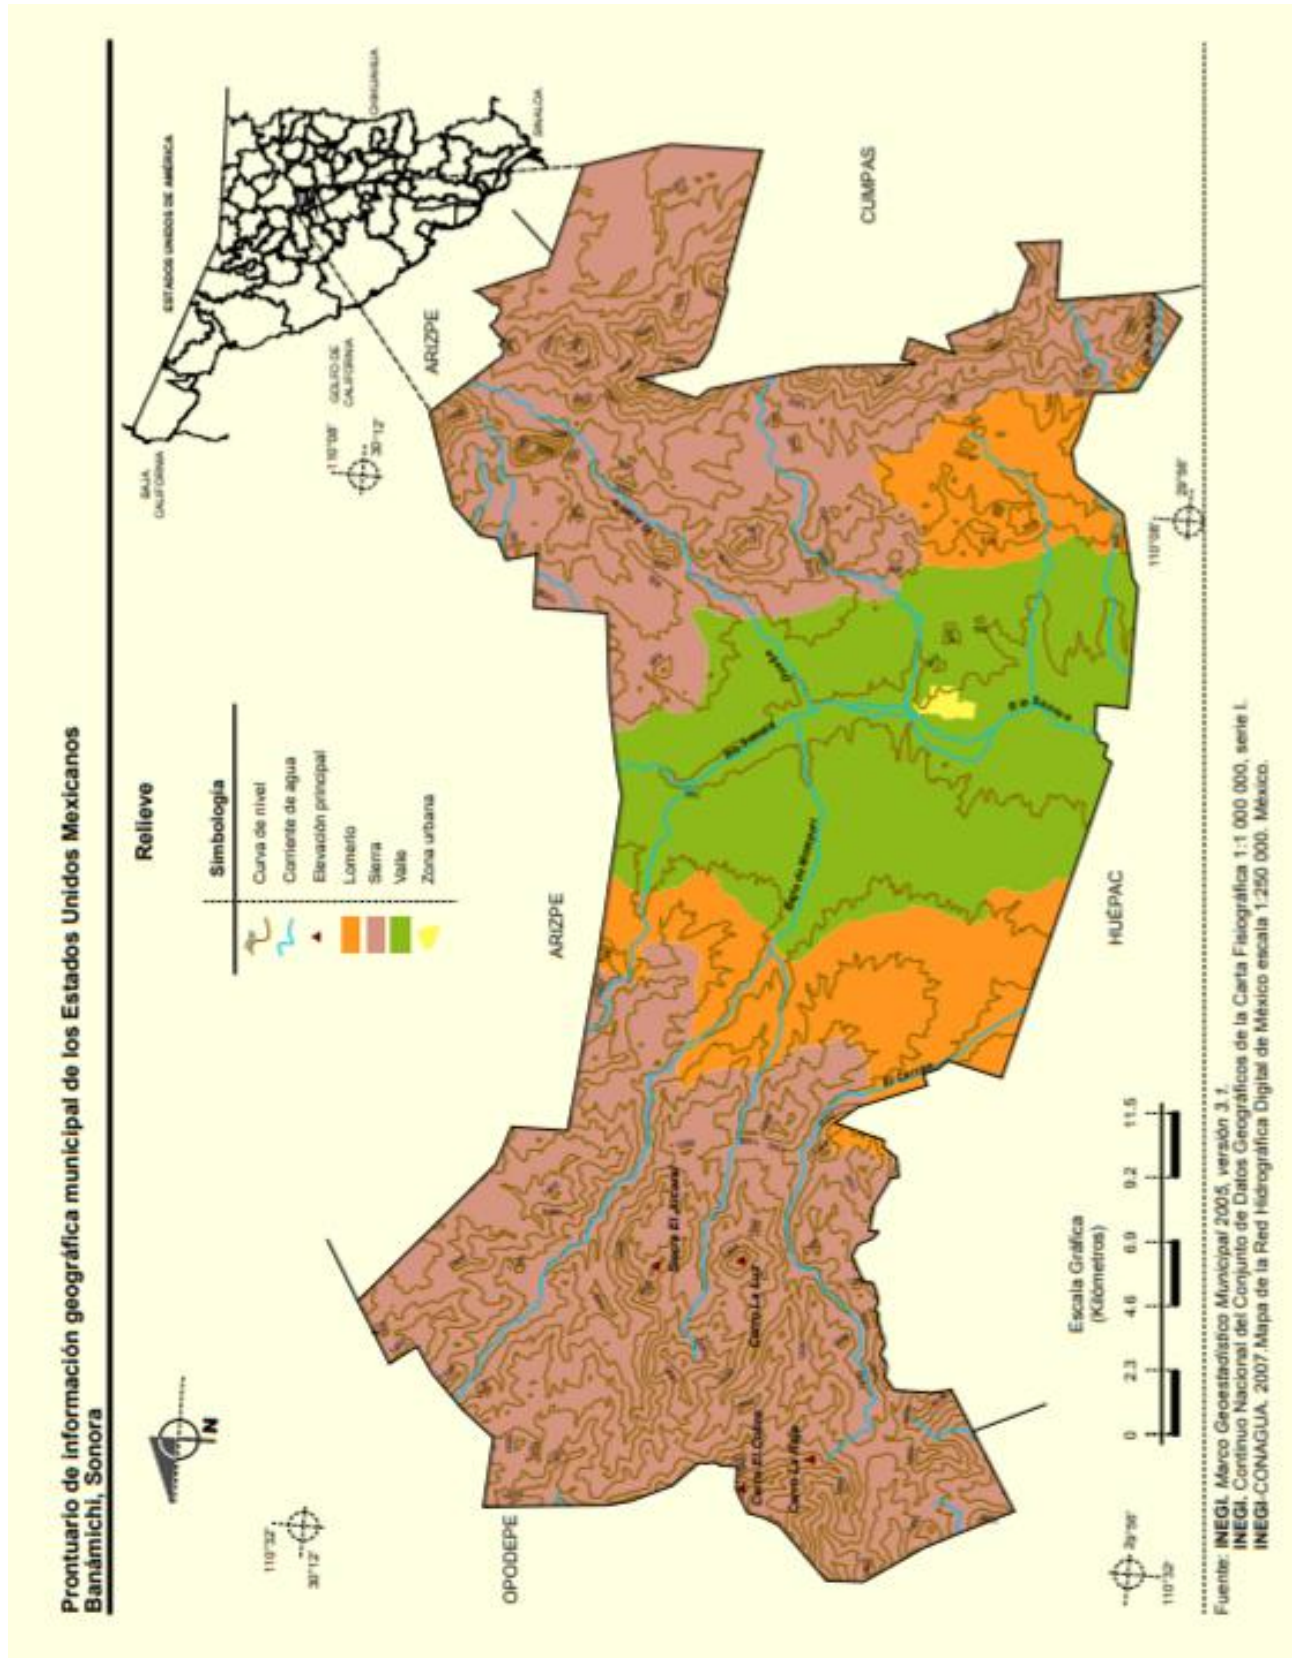 Prontuario de información geográfica municipal de los Estados Unidos Mexicanos
Banámichi, Sonora
Relieve
Simbología
Curva de nivel
Corriente de agua
Elevación principal
Lomerío
Sierra
Valle
Zona urbana
N
ESTADOS UNIDOS DE AMÉRICA
BAJA
CALIFORNIA
GOLFO DE
CALIFORNIA
CHIHUAHUA
SINALOA
110°32'
30°12'
110°08'
30°12'
OPODEPE
ARIZPE
ARIZPE
CUMPAS
HUÉPAC
Sierra El Jucaral
Cerro La Luz
Río Sonora
Río Sonora
El Carrizo
110°32'
29°56'
110°08'
29°56'
Escala Gráfica
(Kilómetros)
0 2.3 4.6 6.9 9.2 11.5
Fuente: INEGI. Marco Geoestadístico Municipal 2005, versión 3.1.
INEGI. Continuo Nacional del Conjunto de Datos Geográficos de la Carta Fisiográfica 1:1 000 000, serie I.
INEGI-CONAGUA. 2007.Mapa de la Red Hidrográfica Digital de México escala 1:250 000. México.